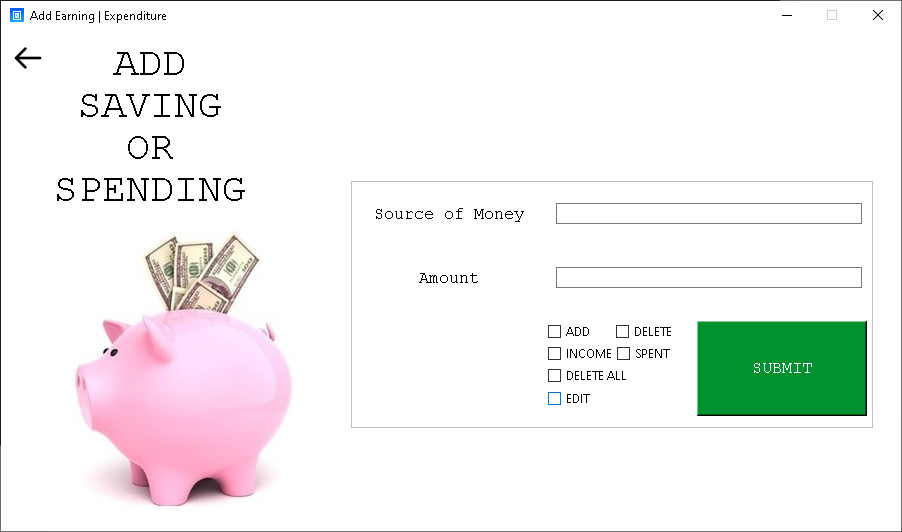 Add Earning | Expenditure
ADD
SAVING
OR
SPENDING
Source of Money
Amount
ADD DELETE
INCOME SPENT
DELETE ALL
EDIT
SUBMIT